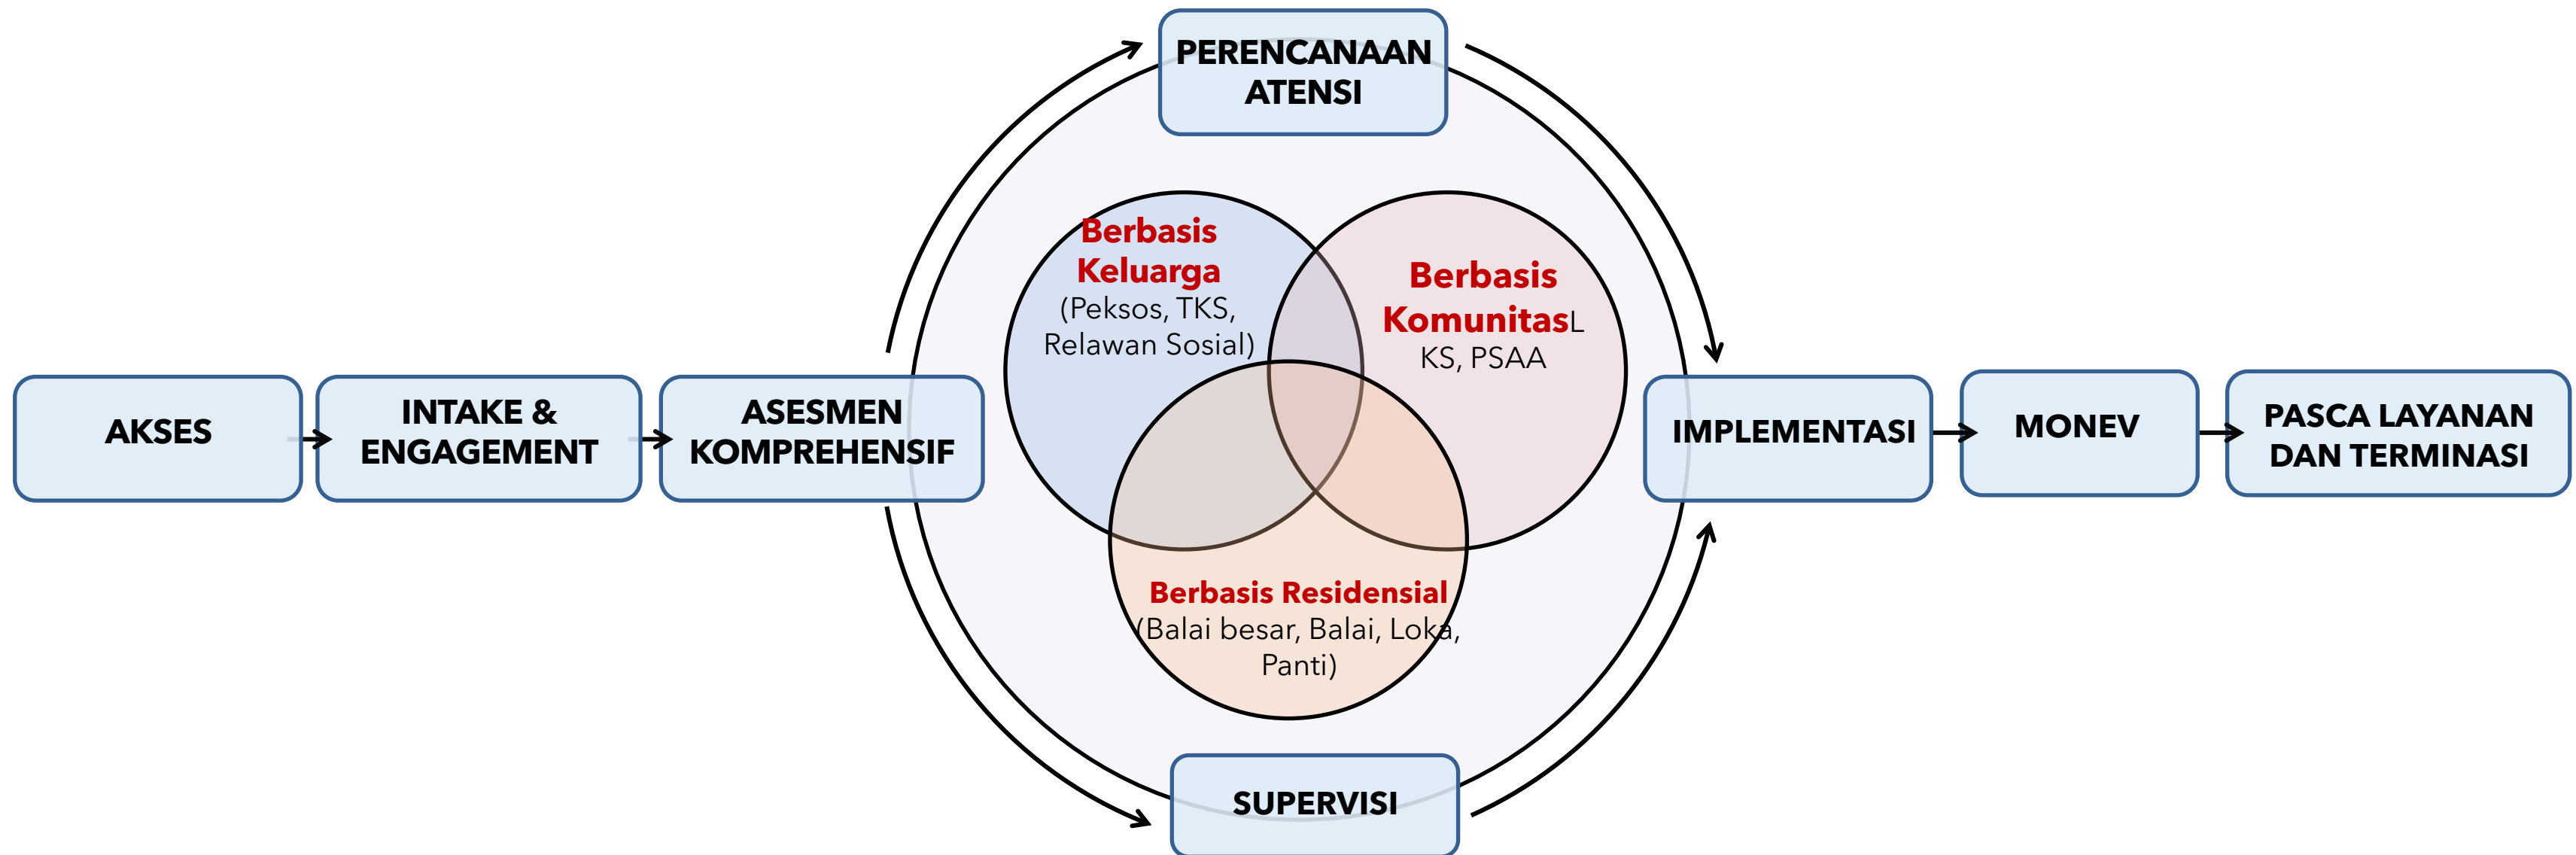 PERENCANAAN
ATENSI
Berbasis
Keluarga
(Peksos, TKS,
Relawan Sosial)
Berbasis
KomunitasL
KS, PSAA
AKSES
INTAKE &
ENGAGEMENT
ASESMEN
KOMPREHENSIF
IMPLEMENTASI
MONEV
PASCA LAYANAN
DAN TERMINASI
Berbasis Residensial
(Balai besar, Balai, Loka,
Panti)
SUPERVISI